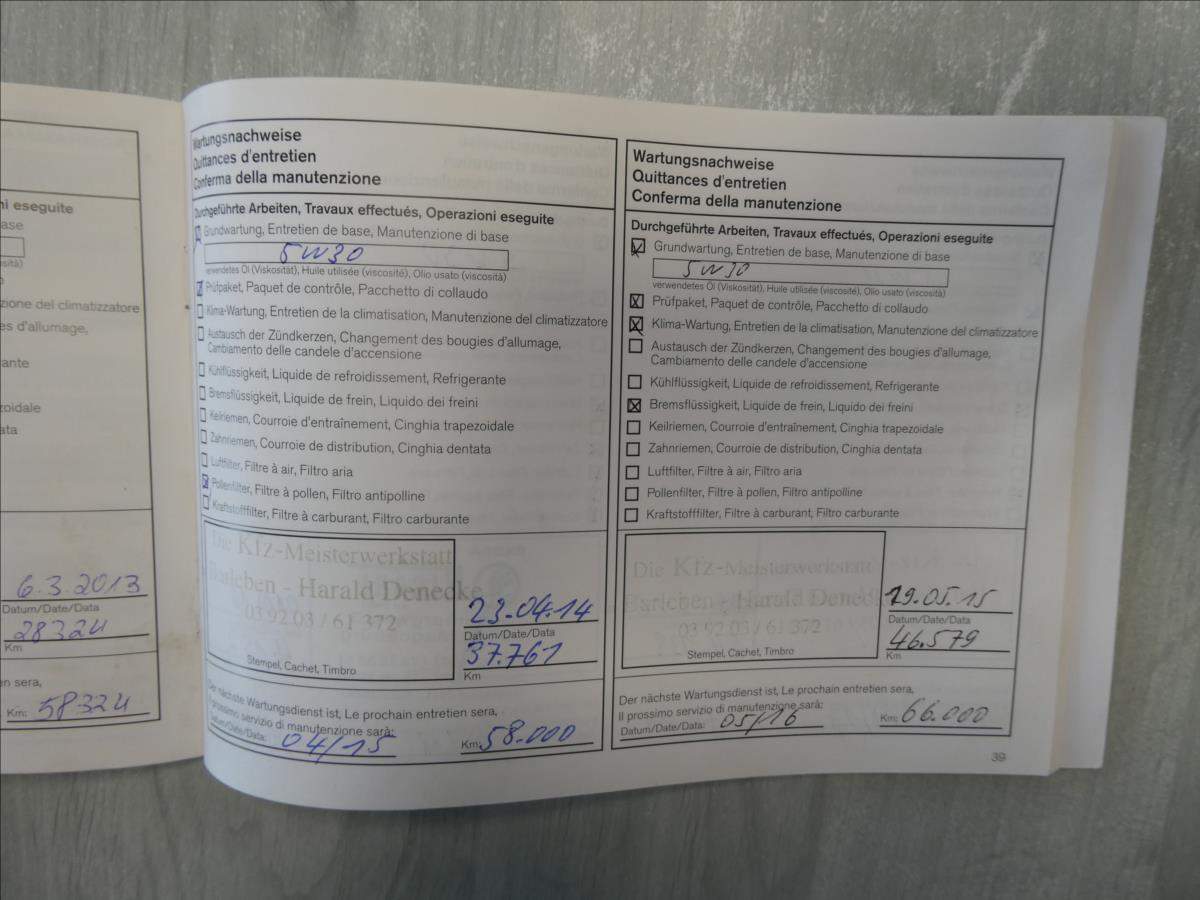 ni eseguite
ase
sità)
zione del climatizzatore
es d'allumage,
ante
ezoidale
ata
6.3.2013
Datum/Date/Data
28324
Km
en sera,
Km: 58324
Wartungsnachweise
Quittances d'entretien
Conferma della manutenzione
Durchgeführte Arbeiten, Travaux effectués, Operazioni eseguite
Grundwartung, Entretien de base, Manutenzione di base
5W30
verwendetes Öl (Viskosität), Huile utilisée (viscosité), Olio usato (viscosità)
Prüfpaket, Paquet de contrôle, Pacchetto di collaudo
Klima-Wartung, Entretien de la climatisation, Manutenzione del climatizzatore
Austausch der Zündkerzen, Changement des bougies d'allumage,
Cambiamento delle candele d'accensione
Kühlflüssigkeit, Liquide de refroidissement, Refrigerante
Bremsflüssigkeit, Liquide de frein, Liquido dei freini
Keilriemen, Courroie d'entraînement, Cinghia trapezoidale
Zahnriemen, Courroie de distribution, Cinghia dentata
Luftfilter, Filtre à air, Filtro aria
Pollenfilter, Filtre à pollen, Filtro antipolline
Kraftstofffilter, Filtre à carburant, Filtro carburante
Die Kfz-Meisterwerkstatt
Barleben - Harald Denecke
03 92 03 / 61 372
Stempel, Cachet, Timbro
23.04.14
Datum/Date/Data
37.761
Km
Der nächste Wartungsdienst ist, Le prochain entretien sera,
Il prossimo servizio di manutenzione sarà:
Datum/Date/Data: 04/15
Km: 58.000
Wartungsnachweise
Quittances d'entretien
Conferma della manutenzione
Durchgeführte Arbeiten, Travaux effectués, Operazioni eseguite
Grundwartung, Entretien de base, Manutenzione di base
5W30
verwendetes Öl (Viskosität), Huile utilisée (viscosité), Olio usato (viscosità)
Prüfpaket, Paquet de contrôle, Pacchetto di collaudo
Klima-Wartung, Entretien de la climatisation, Manutenzione del climatizzatore
Austausch der Zündkerzen, Changement des bougies d'allumage,
Cambiamento delle candele d'accensione
Kühlflüssigkeit, Liquide de refroidissement, Refrigerante
Bremsflüssigkeit, Liquide de frein, Liquido dei freini
Keilriemen, Courroie d'entraînement, Cinghia trapezoidale
Zahnriemen, Courroie de distribution, Cinghia dentata
Luftfilter, Filtre à air, Filtro aria
Pollenfilter, Filtre à pollen, Filtro antipolline
Kraftstofffilter, Filtre à carburant, Filtro carburante
Die Kfz-Meisterwerkstatt
Barleben - Harald Denecke
03 92 03 / 61 372
Stempel, Cachet, Timbro
19.05.15
Datum/Date/Data
46.579
Km
Der nächste Wartungsdienst ist, Le prochain entretien sera,
Il prossimo servizio di manutenzione sarà:
Datum/Date/Data: 05/16
Km: 66.000
39